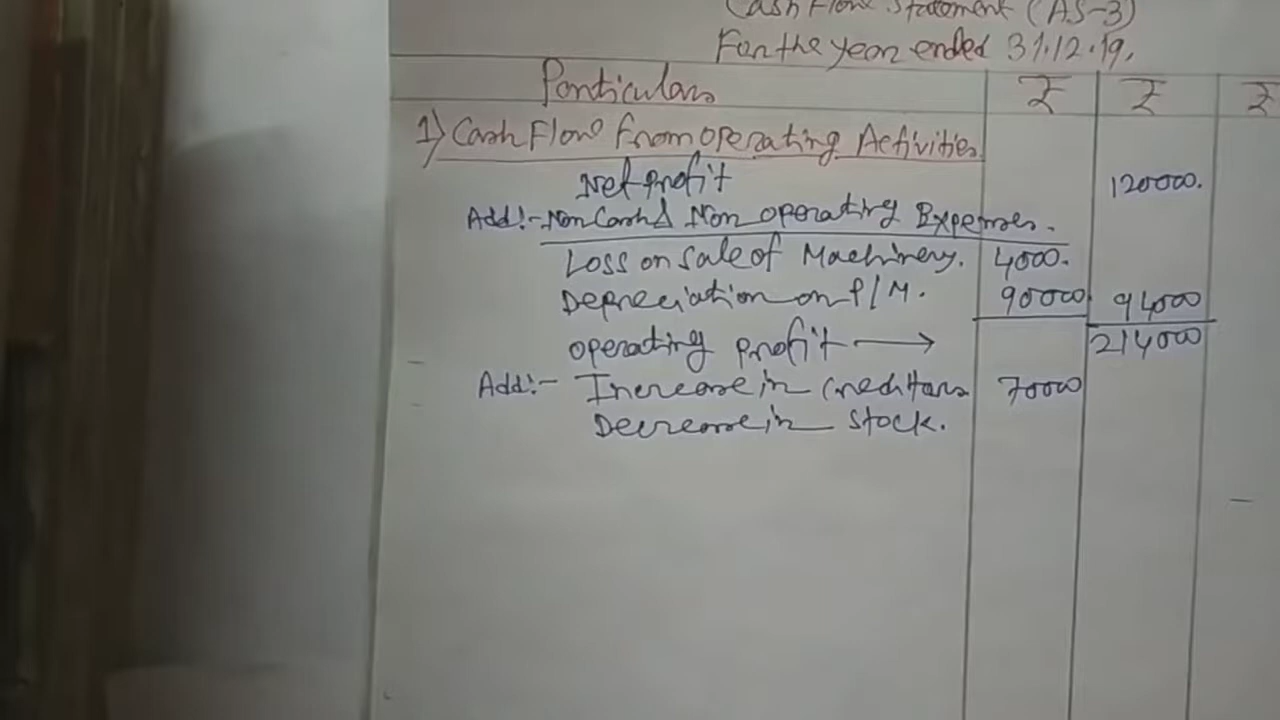 Cash Flow Statement (AS-3)
For the year ended 31.12.19.
Particulars ₹ ₹ ₹
1) Cash Flow from operating Activities
Net profit 120000.
Add:- Non Cash & Non operating Expenses.
Loss on sale of Machinery. 4000.
Depreciation on P/M. 90000 94000
operating profit → 214000
Add:- Increase in creditors 70000
Decrease in stock.